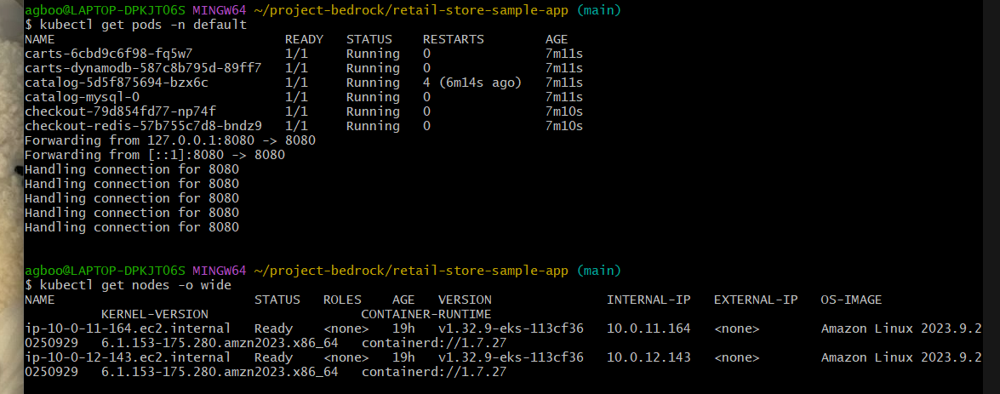 agboo@LAPTOP-DPKJTO6S MINGW64 ~/project-bedrock/retail-store-sample-app (main)
$ kubectl get pods -n default
NAME READY STATUS RESTARTS AGE
carts-6cbd9c6f98-fq5w7 1/1 Running 0 7m11s
carts-dynamodb-587c8b795d-89ff7 1/1 Running 0 7m11s
catalog-5d5f875694-bzx6c 1/1 Running 4 (6m14s ago) 7m11s
catalog-mysql-0 1/1 Running 0 7m11s
checkout-79d854fd77-np74f 1/1 Running 0 7m10s
checkout-redis-57b755c7d8-bndz9 1/1 Running 0 7m10s
Forwarding from 127.0.0.1:8080 -> 8080
Forwarding from [::1]:8080 -> 8080
Handling connection for 8080
Handling connection for 8080
Handling connection for 8080
Handling connection for 8080
Handling connection for 8080
agboo@LAPTOP-DPKJTO6S MINGW64 ~/project-bedrock/retail-store-sample-app (main)
$ kubectl get nodes -o wide
NAME STATUS ROLES AGE VERSION INTERNAL-IP EXTERNAL-IP OS-IMAGE
KERNEL-VERSION CONTAINER-RUNTIME
ip-10-0-11-164.ec2.internal Ready <none> 19h v1.32.9-eks-113cf36 10.0.11.164 <none> Amazon Linux 2023.9.2
0250929 6.1.153-175.280.amzn2023.x86_64 containerd://1.7.27
ip-10-0-12-143.ec2.internal Ready <none> 19h v1.32.9-eks-113cf36 10.0.12.143 <none> Amazon Linux 2023.9.2
0250929 6.1.153-175.280.amzn2023.x86_64 containerd://1.7.27